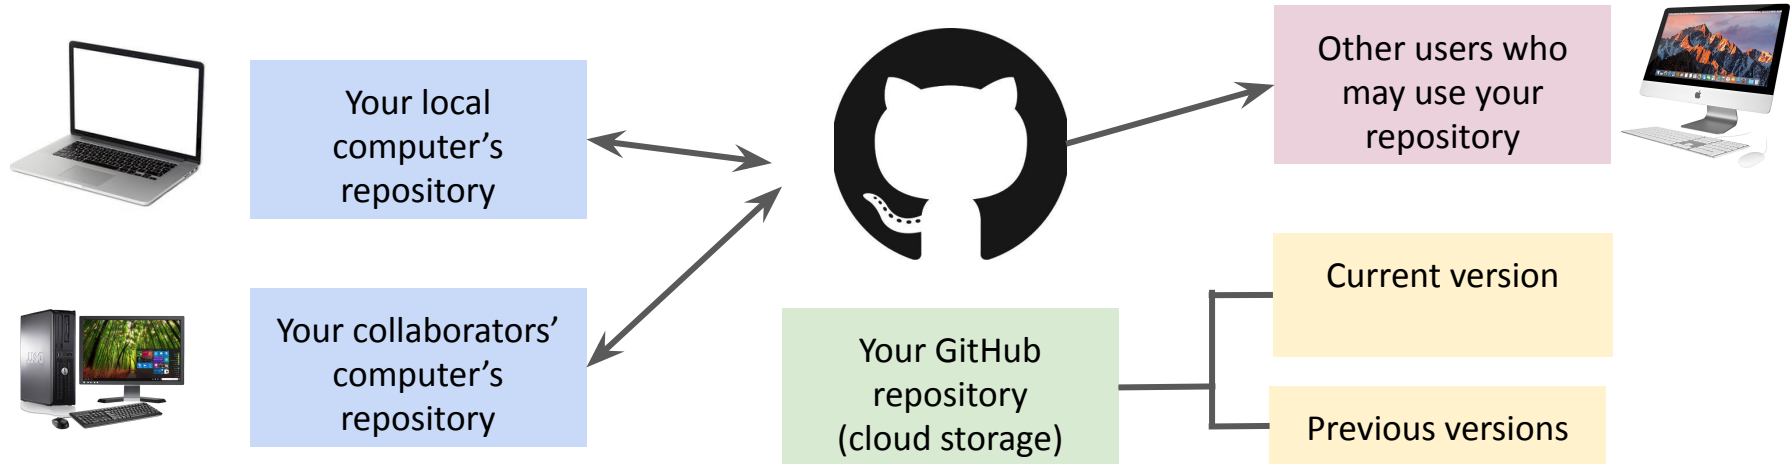 Your local
computer’s
repository
Your collaborators’
computer’s
repository
Your GitHub
repository
(cloud storage)
Other users who
may use your
repository
Current version
Previous versions